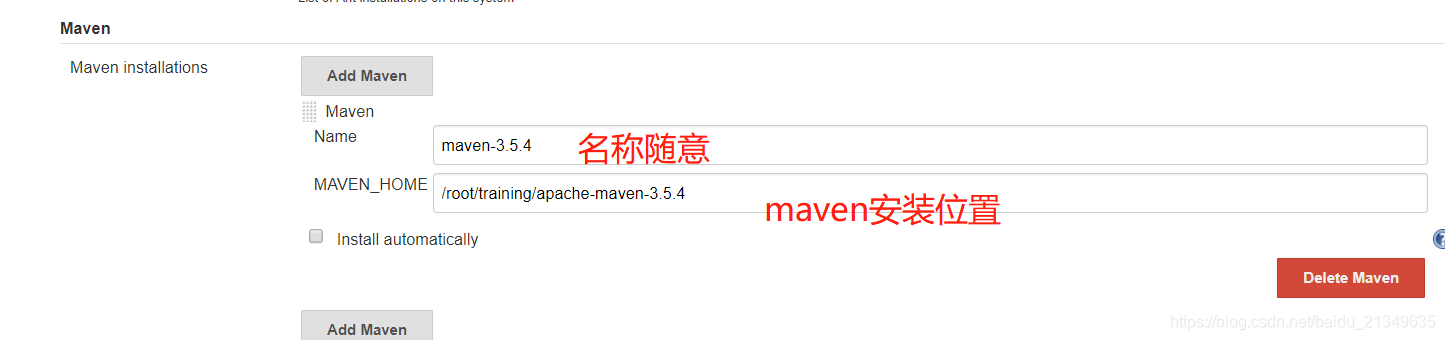 List of Ant installations on this system
Maven
Maven installations
Add Maven
Maven
Name
maven-3.5.4
名称随意
MAVEN_HOME
/root/training/apache-maven-3.5.4
maven安装位置
Install automatically
Delete Maven
Add Maven
https://blog.csdn.net/baidu_21349635